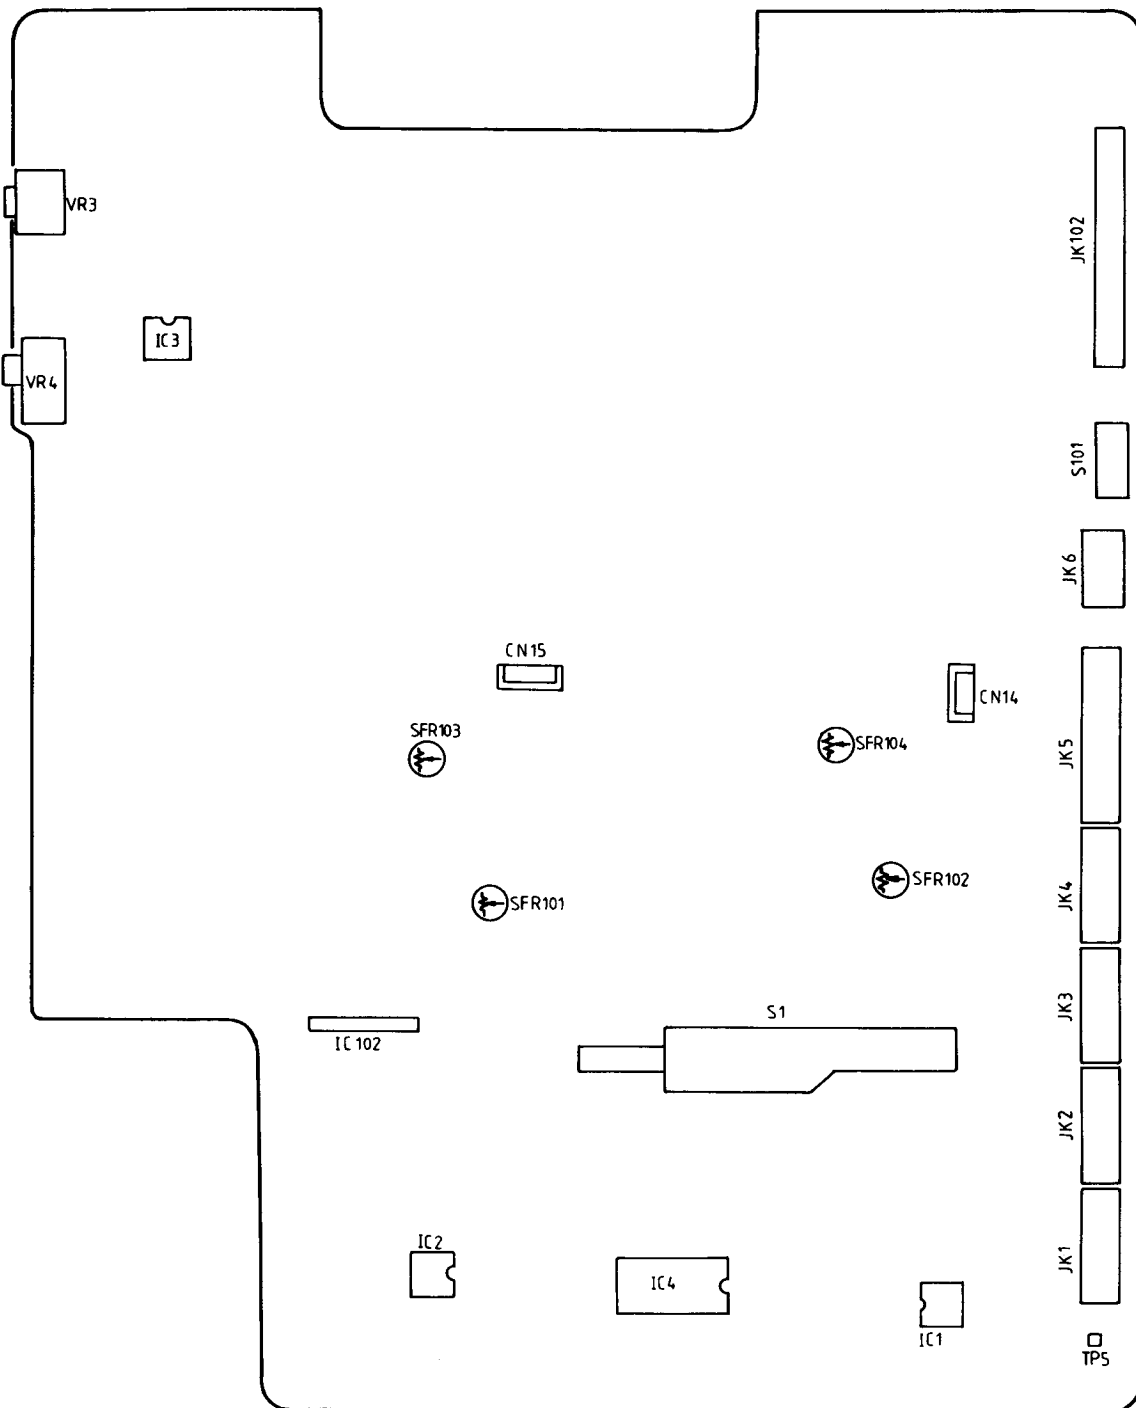 VR3
JK102
IC3
VR4
S101
JK6
CN15
CN14
SFR103
SFR104
JK5
SFR102
JK4
SFR101
S1
JK3
IC102
JK2
IC2
JK1
IC4
IC1
TP5